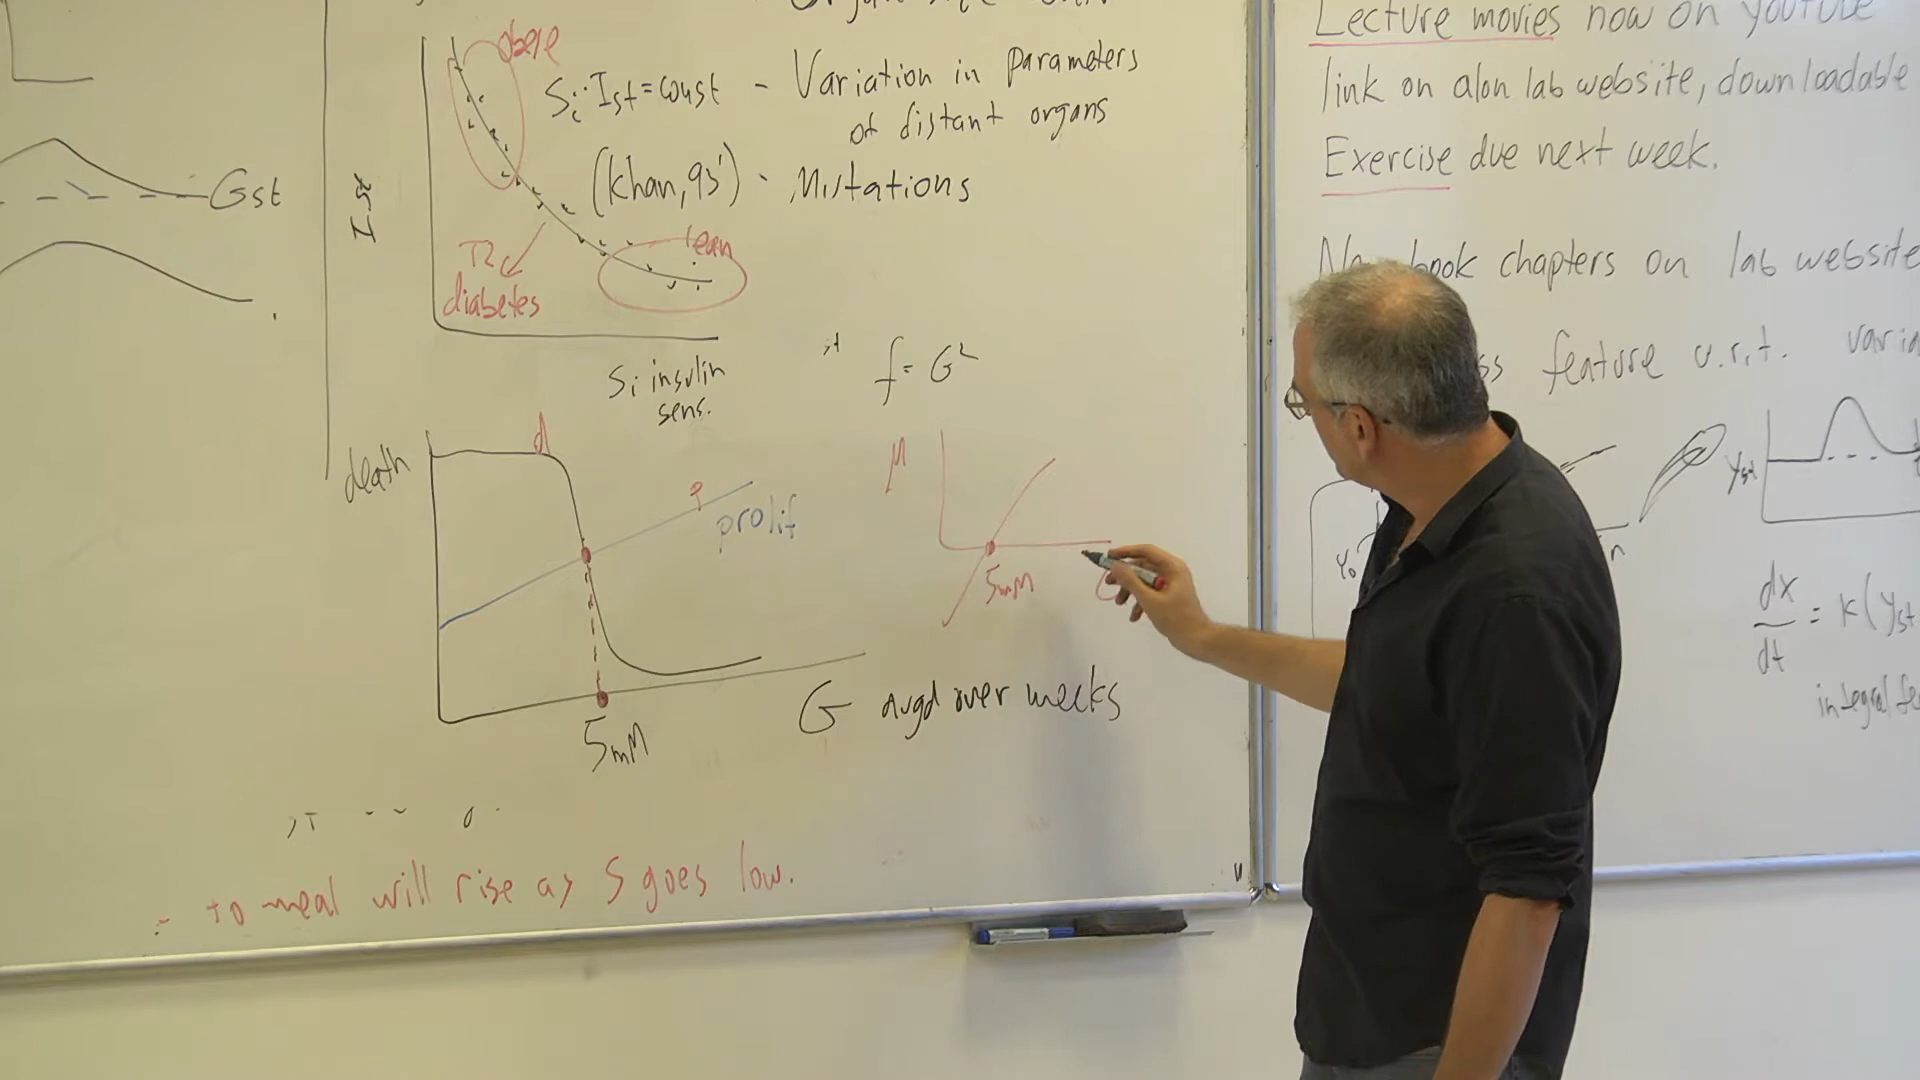 obese
Si · Ist = const
- Variation in parameters
of distant organs
(Khan, 93')
- Mutations
Gst
Ist
T2
diabetes
lean
Si insulin
sens.
f = G²
death
d
P
prolif
5mM
G avgd over weeks
μ
5mM
to meal will rise as S goes low.
Lecture movies now on youtube
link on alon lab website, downloadable
Exercise due next week.
book chapters on lab website
feature w.r.t.
yst
y₀
dx
dt
= k(yst